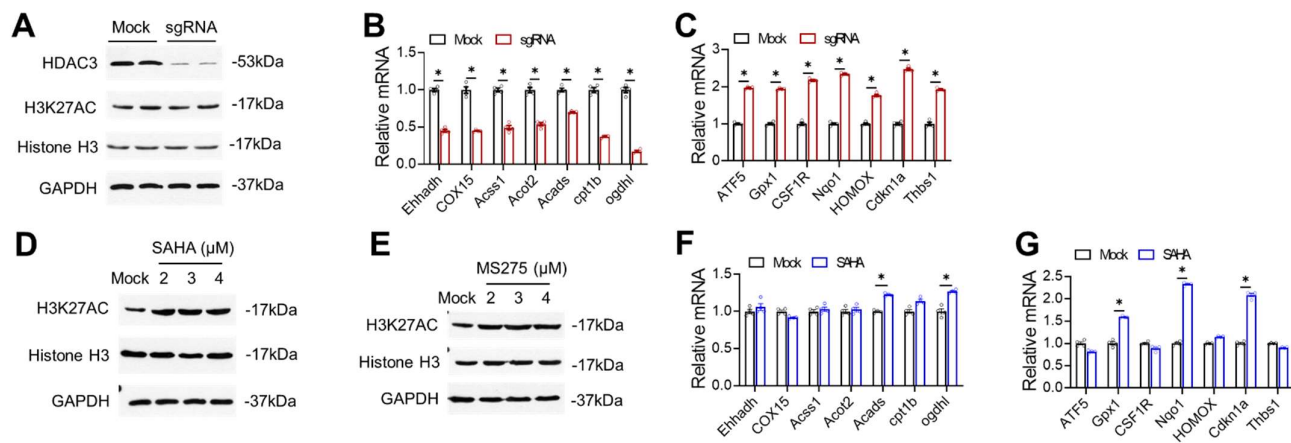 A
Mock sgRNA
HDAC3 -53kDa
H3K27AC -17kDa
Histone H3 -17kDa
GAPDH -37kDa
B
Mock sgRNA
Relative mRNA
1.5
1.0
0.5
0.0
* * * * * * *
Ehhadh COX15 Acss1 Acot2 Acads cpt1b ogdhl
C
Mock sgRNA
Relative mRNA
3
2
1
0
* * * * * * *
ATF5 Gpx1 CSF1R Nqo1 HOMOX Cdkn1a Thbs1
D
SAHA (μM)
Mock 2 3 4
H3K27AC -17kDa
Histone H3 -17kDa
GAPDH -37kDa
E
MS275 (μM)
Mock 2 3 4
H3K27AC -17kDa
Histone H3 -17kDa
GAPDH -37kDa
F
Mock SAHA
Relative mRNA
1.5
1.0
0.5
0.0
* *
Ehhadh COX15 Acss1 Acot2 Acads cpt1b ogdhl
G
Mock SAHA
Relative mRNA
2.5
2.0
1.5
1.0
0.5
0.0
* * *
ATF5 Gpx1 CSF1R Nqo1 HOMOX Cdkn1a Thbs1